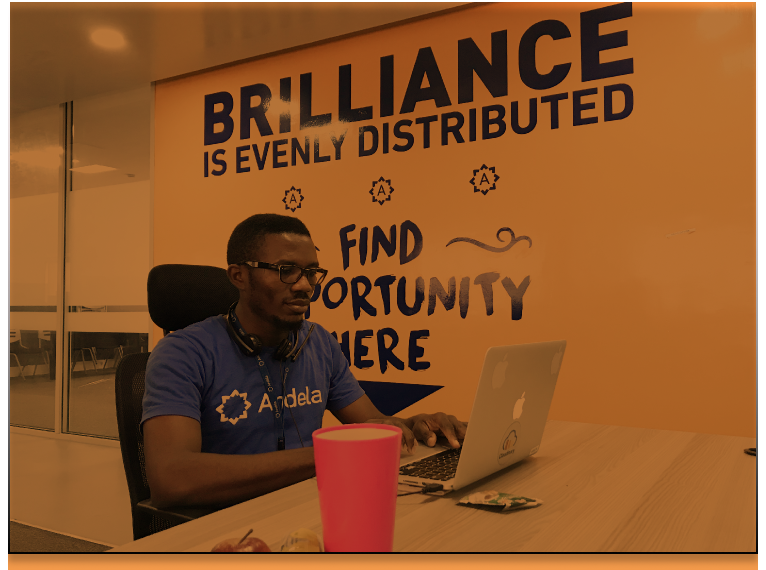 BRILLIANCE
IS EVENLY DISTRIBUTED
A A A
FIND
PORTUNITY
HERE
Andela